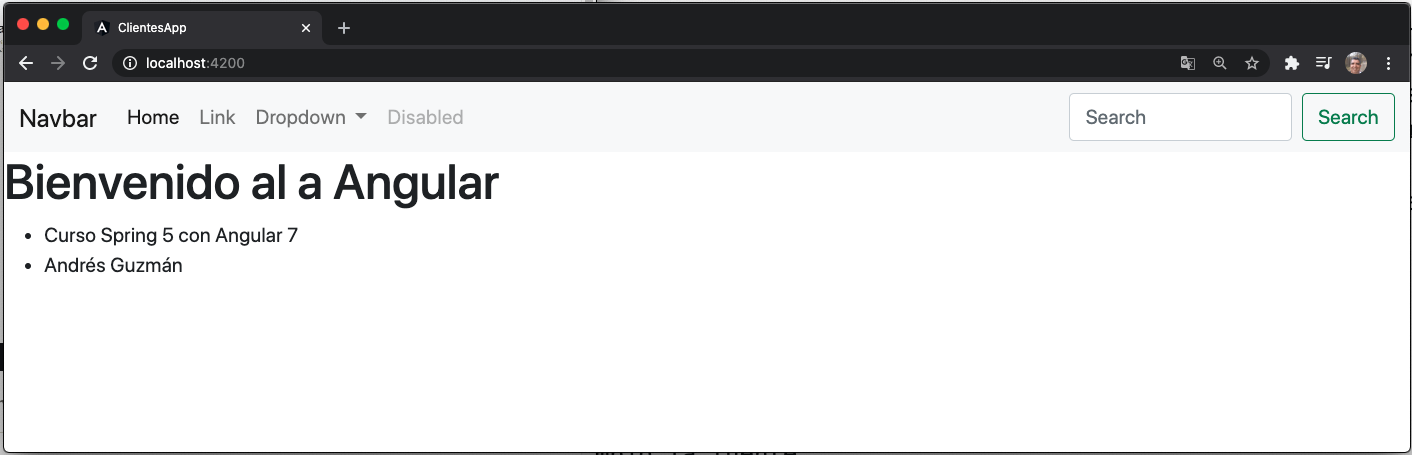 ClientesApp
localhost:4200
Navbar Home Link Dropdown Disabled Search Search
Bienvenido al a Angular
Curso Spring 5 con Angular 7
Andrés Guzmán